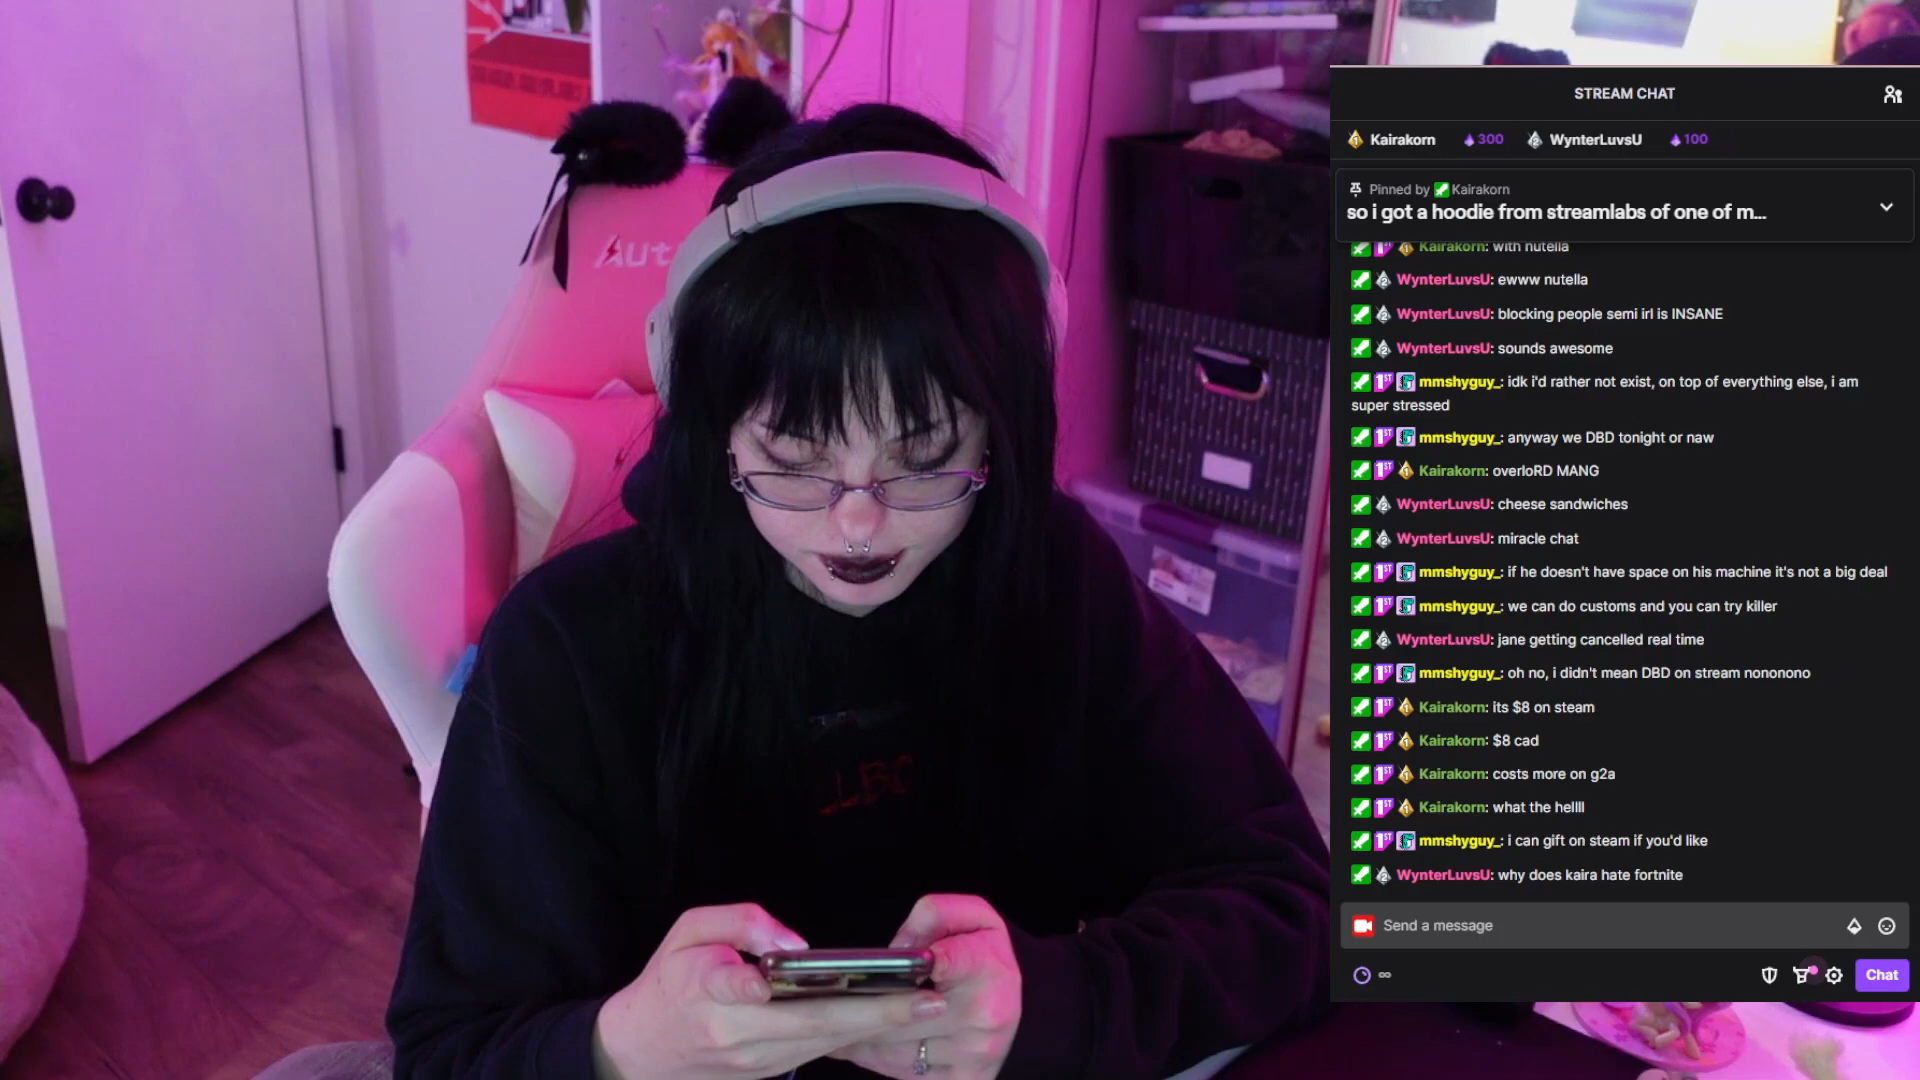 Aut
LBC
STREAM CHAT
Kairakorn 300 WynterLuvsU 100
Pinned by Kairakorn
so i got a hoodie from streamlabs of one of m...
Kairakorn: with nutella
WynterLuvsU: ewww nutella
WynterLuvsU: blocking people semi irl is INSANE
WynterLuvsU: sounds awesome
mmshyguy_: idk i'd rather not exist, on top of everything else, i am
super stressed
mmshyguy_: anyway we DBD tonight or naw
Kairakorn: overloRD MANG
WynterLuvsU: cheese sandwiches
WynterLuvsU: miracle chat
mmshyguy_: if he doesn't have space on his machine it's not a big deal
mmshyguy_: we can do customs and you can try killer
WynterLuvsU: jane getting cancelled real time
mmshyguy_: oh no, i didn't mean DBD on stream nononono
Kairakorn: its $8 on steam
Kairakorn: $8 cad
Kairakorn: costs more on g2a
Kairakorn: what the hellll
mmshyguy_: i can gift on steam if you'd like
WynterLuvsU: why does kaira hate fortnite
Send a message
Chat